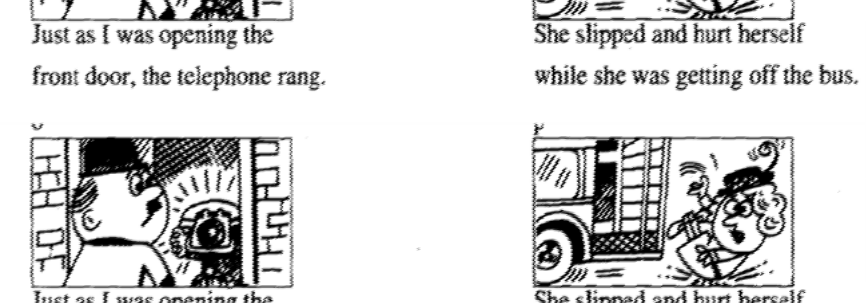 Just as I was opening the
front door, the telephone rang.
She slipped and hurt herself
while she was getting off the bus.
Just as I was opening the
p
She slipped and hurt herself